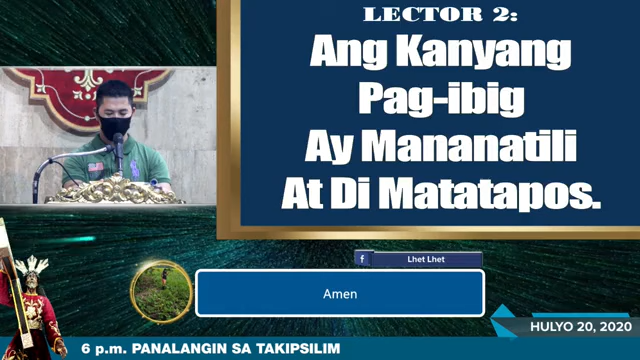 LECTOR 2:
Ang Kanyang
Pag-ibig
Ay Mananatili
At Di Matatapos.
f Lhet Lhet
Amen
HULYO 20, 2020
6 p.m. PANALANGIN SA TAKIPSILIM